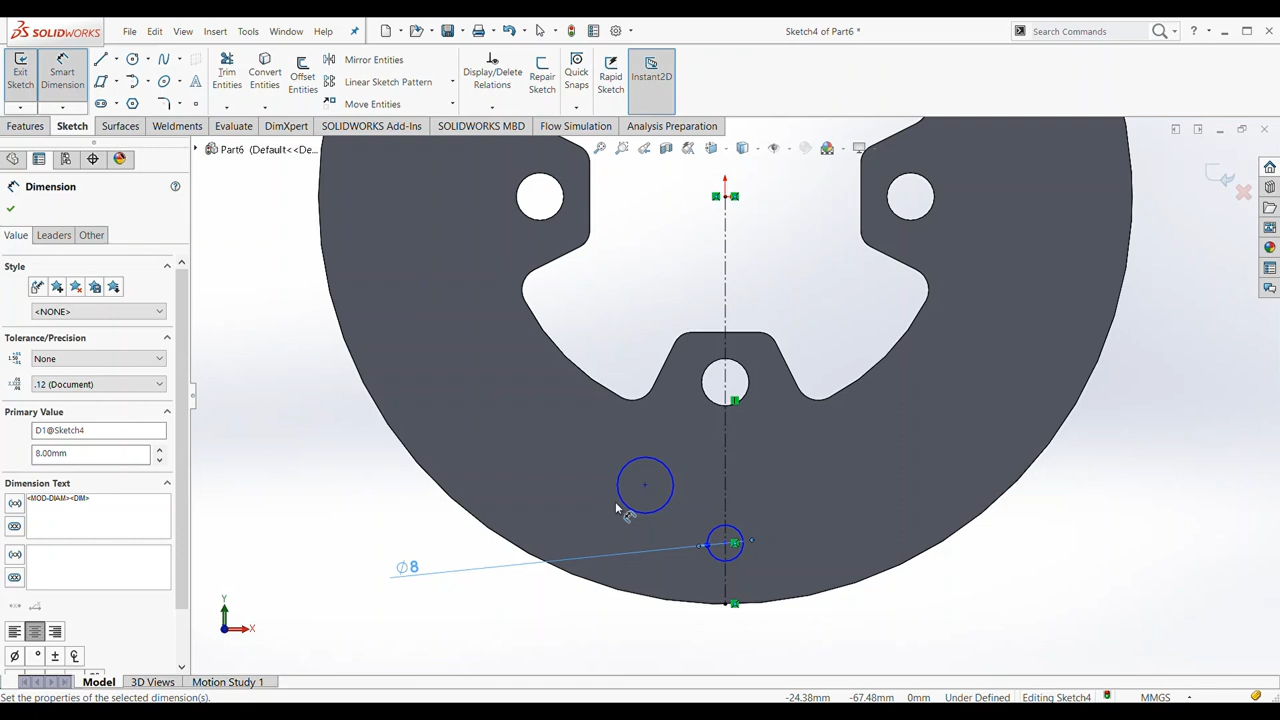 SOLIDWORKS File Edit View Insert Tools Window Help Sketch4 of Part6 * Search Commands
Exit Sketch Smart Dimension Trim Entities Convert Entities Offset Entities Mirror Entities Linear Sketch Pattern Move Entities Display/Delete Relations Repair Sketch Quick Snaps Rapid Sketch Instant2D
Features Sketch Surfaces Weldments Evaluate DimXpert SOLIDWORKS Add-Ins SOLIDWORKS MBD Flow Simulation Analysis Preparation
Part6 (Default<<De...
Dimension
Value Leaders Other
Style
<NONE>
Tolerance/Precision
None
.12 (Document)
Primary Value
D1@Sketch4
8.00mm
Dimension Text
<MOD-DIAM><DIM>
Ø8
Y
X
Model 3D Views Motion Study 1
Set the properties of the selected dimension(s). -24.38mm -67.48mm 0mm Under Defined Editing Sketch4 MMGS